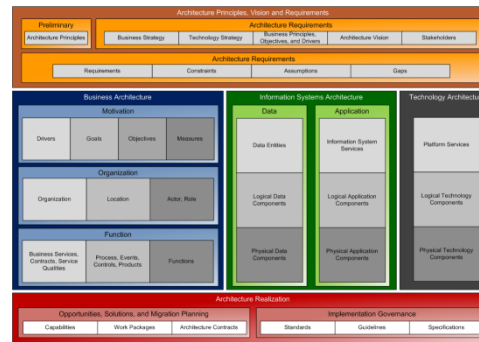 Architecture Principles, Vision and Requirements
Preliminary
Architecture Requirements
Architecture Principles
Business Strategy
Technology Strategy
Business Principles,
Objectives, and Drivers
Architecture Vision
Stakeholders
Architecture Requirements
Requirements
Constraints
Assumptions
Gaps
Business Architecture
Motivation
Drivers
Goals
Objectives
Measures
Organization
Organization
Location
Actor, Role
Function
Business Services,
Contracts, Service
Qualities
Process, Events,
Controls, Products
Functions
Information Systems Architecture
Data
Application
Data Entities
Information System
Services
Logical Data
Components
Logical Application
Components
Physical Data
Components
Physical Application
Components
Technology Architectu
Platform Services
Logical Technology
Components
Physical Technology
Components
Architecture Realization
Opportunities, Solutions, and Migration Planning
Capabilities
Work Packages
Architecture Contracts
Implementation Governance
Standards
Guidelines
Specifications